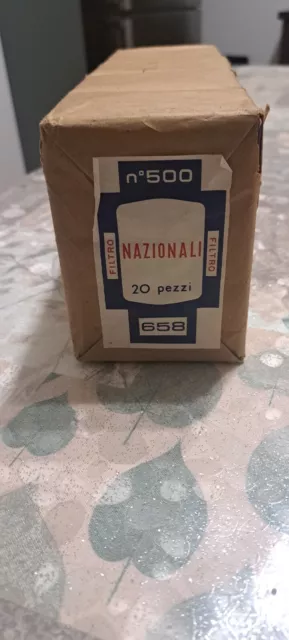 n° 500
FILTRO
NAZIONALI
FILTRO
20 pezzi
658